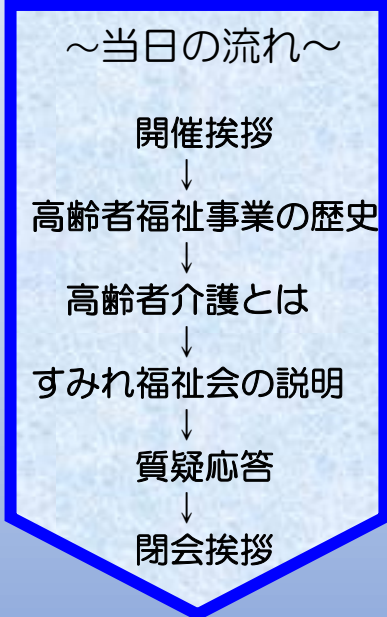 ～当日の流れ～
開催挨拶
↓
高齢者福祉事業の歴史
↓
高齢者介護とは
↓
すみれ福祉会の説明
↓
質疑応答
↓
閉会挨拶